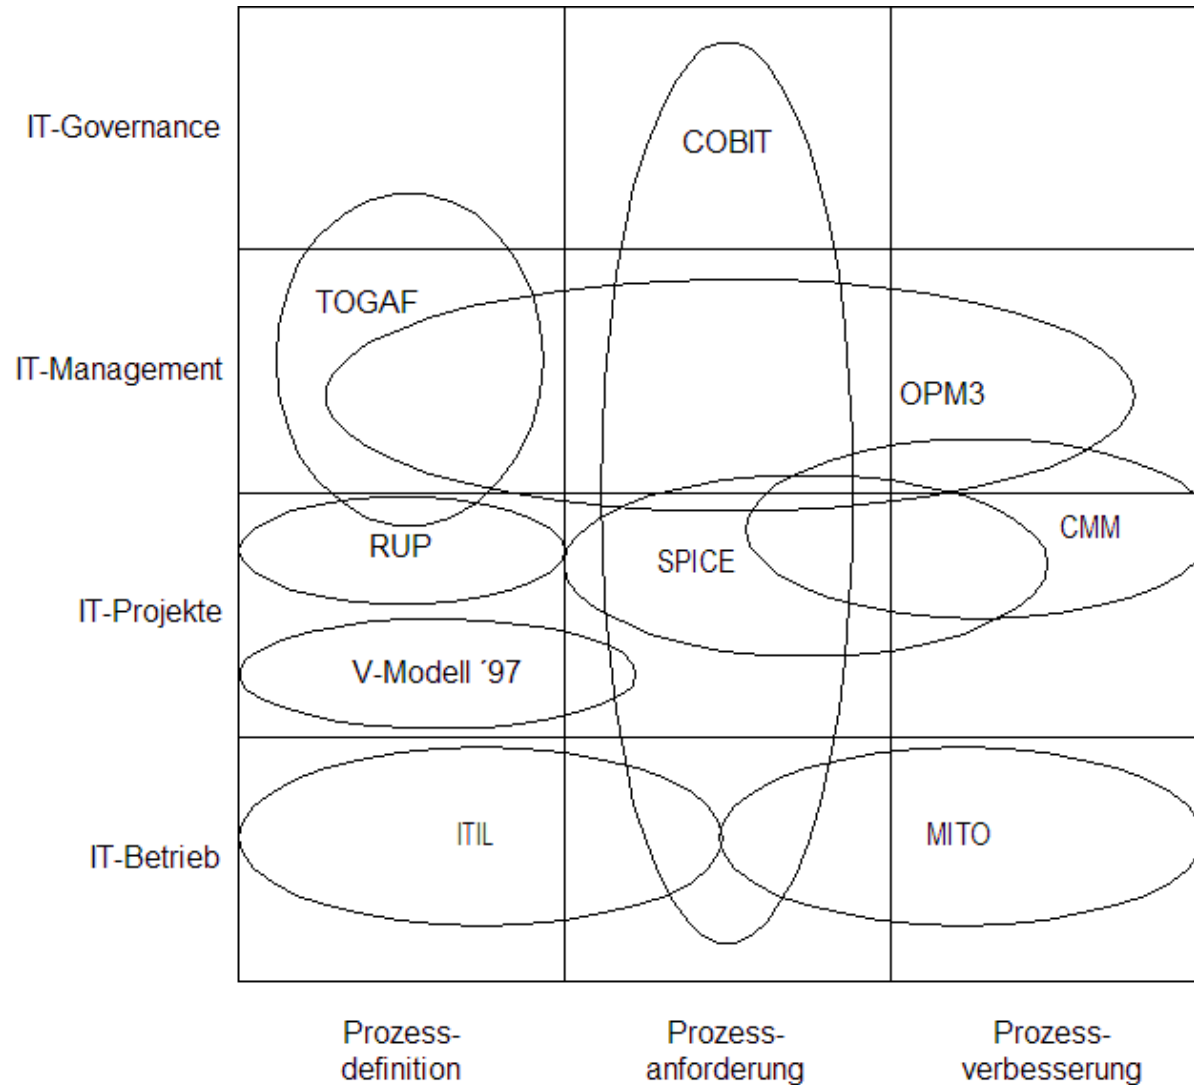 IT-Governance
COBIT
TOGAF
IT-Management
OPM3
CMM
RUP
SPICE
IT-Projekte
V-Modell ´97
ITIL
MITO
IT-Betrieb
Prozess-
definition
Prozess-
anforderung
Prozess-
verbesserung